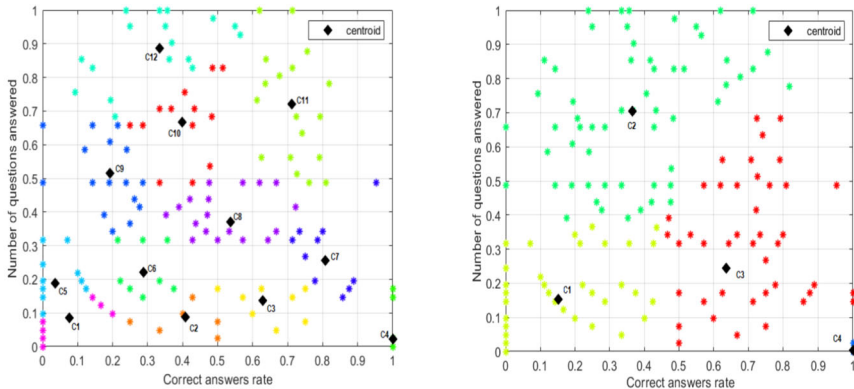 1
0.9
0.8
0.7
0.6
0.5
0.4
0.3
0.2
0.1
0
Number of questions answered
0 0.1 0.2 0.3 0.4 0.5 0.6 0.7 0.8 0.9 1
Correct answers rate
centroid
C12
C11
C10
C9
C8
C7
C6
C5
C3
C1
C2
C4
1
0.9
0.8
0.7
0.6
0.5
0.4
0.3
0.2
0.1
0
Number of questions answered
0 0.1 0.2 0.3 0.4 0.5 0.6 0.7 0.8 0.9 1
Correct answers rate
centroid
C2
C3
C1
C4